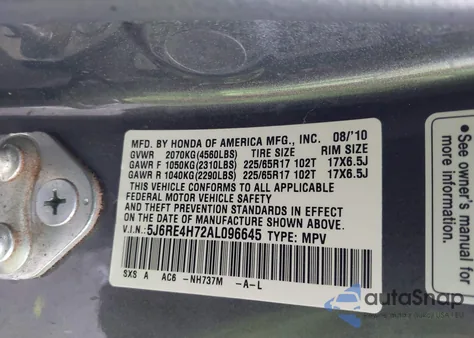 MFD. BY HONDA OF AMERICA MFG., INC. 08/'10
GVWR 2070KG(4560LBS) TIRE SIZE RIM SIZE
GAWR F 1050KG(2310LBS) 225/65R17 102T 17X6.5J
GAWR R 1040KG(2290LBS) 225/65R17 102T 17X6.5J
THIS VEHICLE CONFORMS TO ALL APPLICABLE
FEDERAL MOTOR VEHICLE SAFETY
AND THEFT PREVENTION STANDARDS IN EFFECT
ON THE DATE OF MANUFACTURE SHOWN ABOVE.
V.I.N.: 5J6RE4H72AL096645 TYPE: MPV
SXS A AC6 -NH737M -A-L
See owner's
manual for
autoAstap